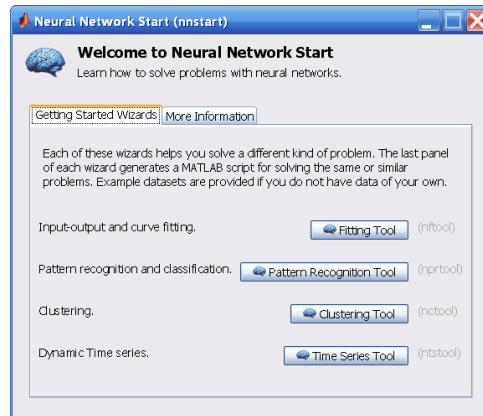 Neural Network Start (nnstart)
Welcome to Neural Network Start
Learn how to solve problems with neural networks.
Getting Started Wizards More Information
Each of these wizards helps you solve a different kind of problem. The last panel
of each wizard generates a MATLAB script for solving the same or similar
problems. Example datasets are provided if you do not have data of your own.
Input-output and curve fitting. Fitting Tool (nftool)
Pattern recognition and classification. Pattern Recognition Tool (nprtool)
Clustering. Clustering Tool (nctool)
Dynamic Time series. Time Series Tool (ntstool)